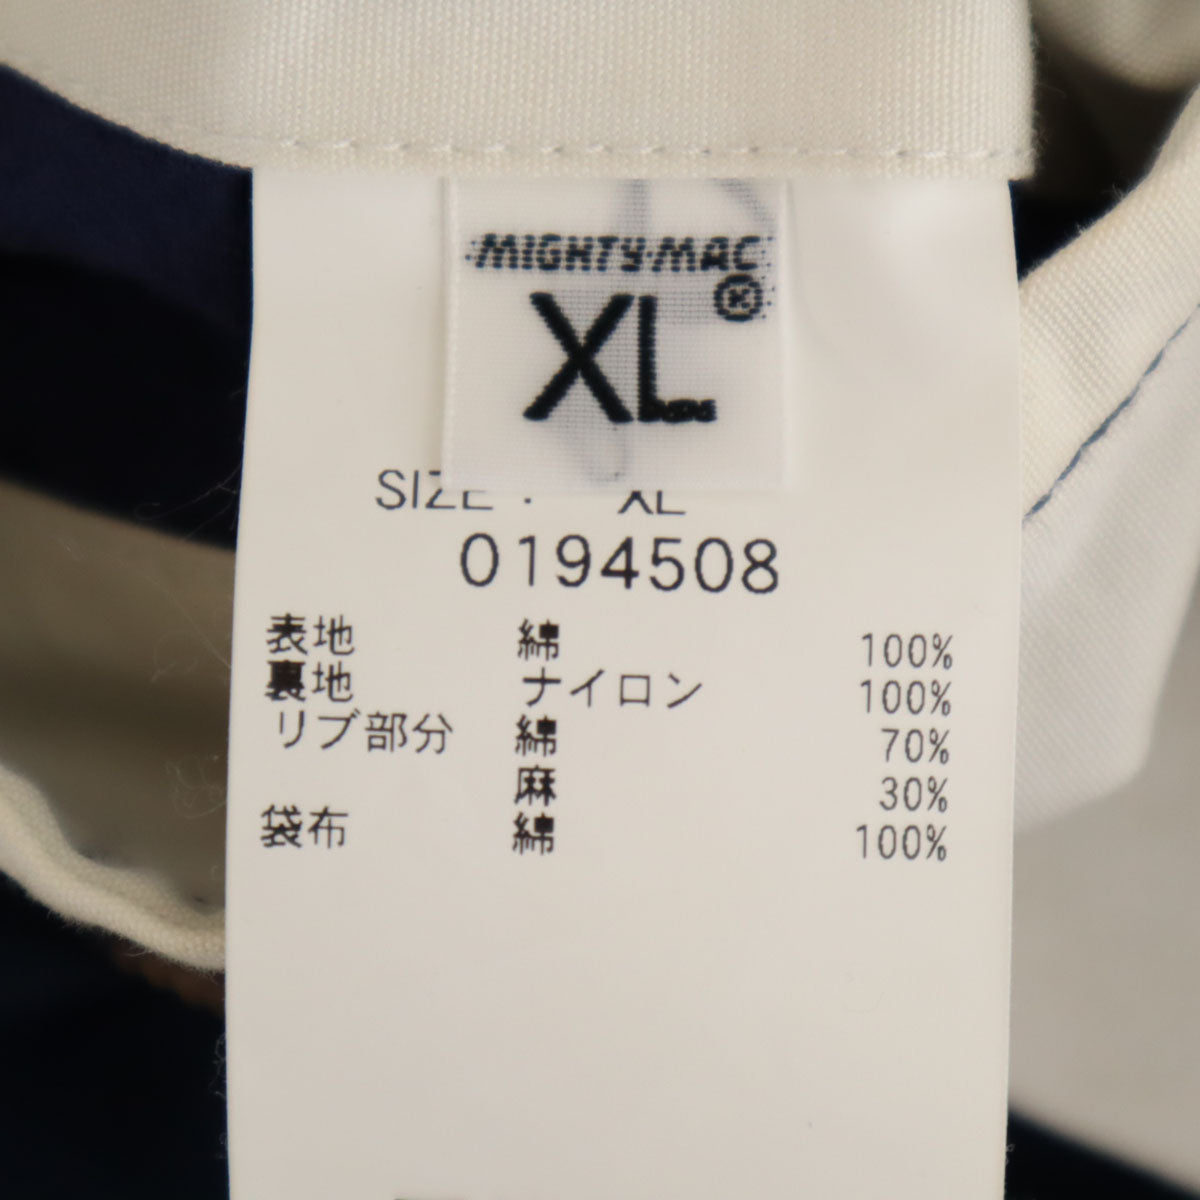 MIGHTY-MAC
®
XL
SIZE : XL
0194508
表地 綿 100%
裏地 ナイロン 100%
リブ部分 綿 70%
麻 30%
袋布 綿 100%